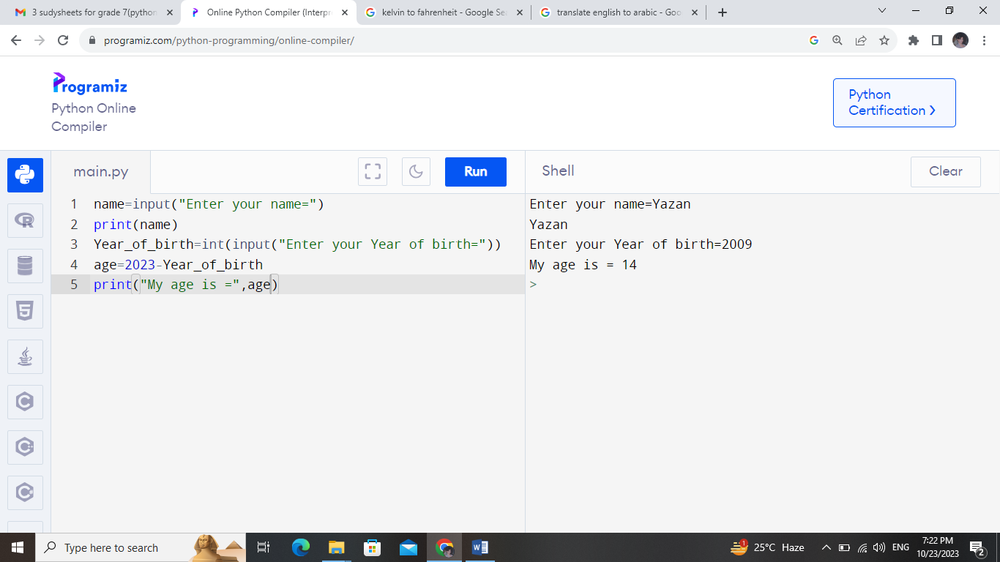 3 sudysheets for grade 7(python
Online Python Compiler (Interpr
kelvin to fahrenheit - Google Sea
translate english to arabic - Goo
programiz.com/python-programming/online-compiler/
Programiz
Python Online
Compiler
Python
Certification
main.py
Run
Shell
Clear
1 name=input("Enter your name=")
2 print(name)
3 Year_of_birth=int(input("Enter your Year of birth="))
4 age=2023-Year_of_birth
5 print("My age is =",age)
Enter your name=Yazan
Yazan
Enter your Year of birth=2009
My age is = 14
>
Type here to search
1
25°C Haze
ENG
7:22 PM
10/23/2023
2